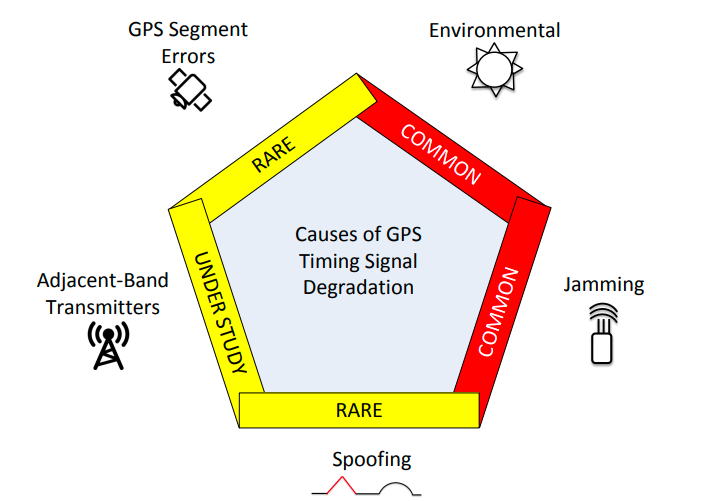 GPS Segment
Errors
Environmental
RARE
COMMON
Causes of GPS
Timing Signal
Degradation
Adjacent-Band
Transmitters
UNDER STUDY
COMMON
Jamming
RARE
Spoofing